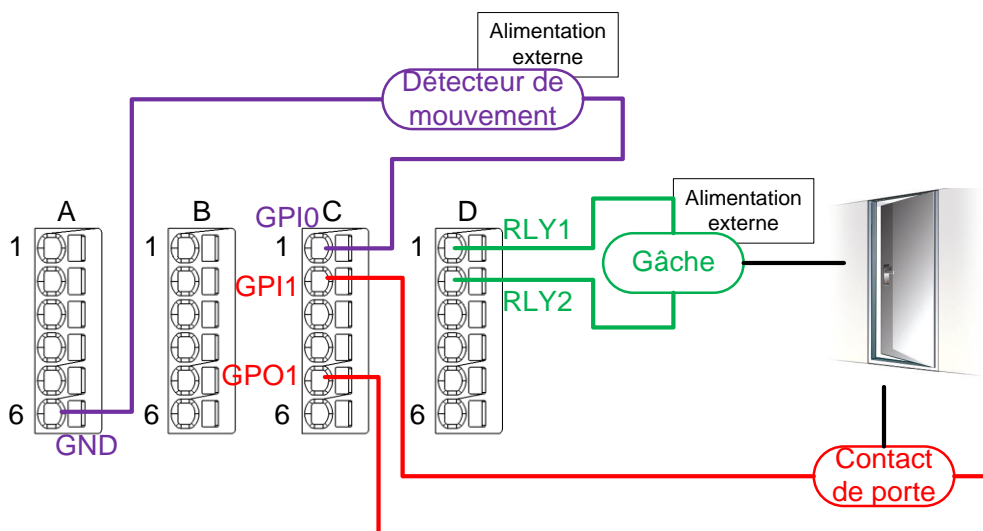 Alimentation
externe
Détecteur de
mouvement
A
B
GPI0
C
D
Alimentation
externe
1
1
1
1
RLY1
Gâche
GPI1
RLY2
GPO1
6
6
6
6
GND
Contact
de porte